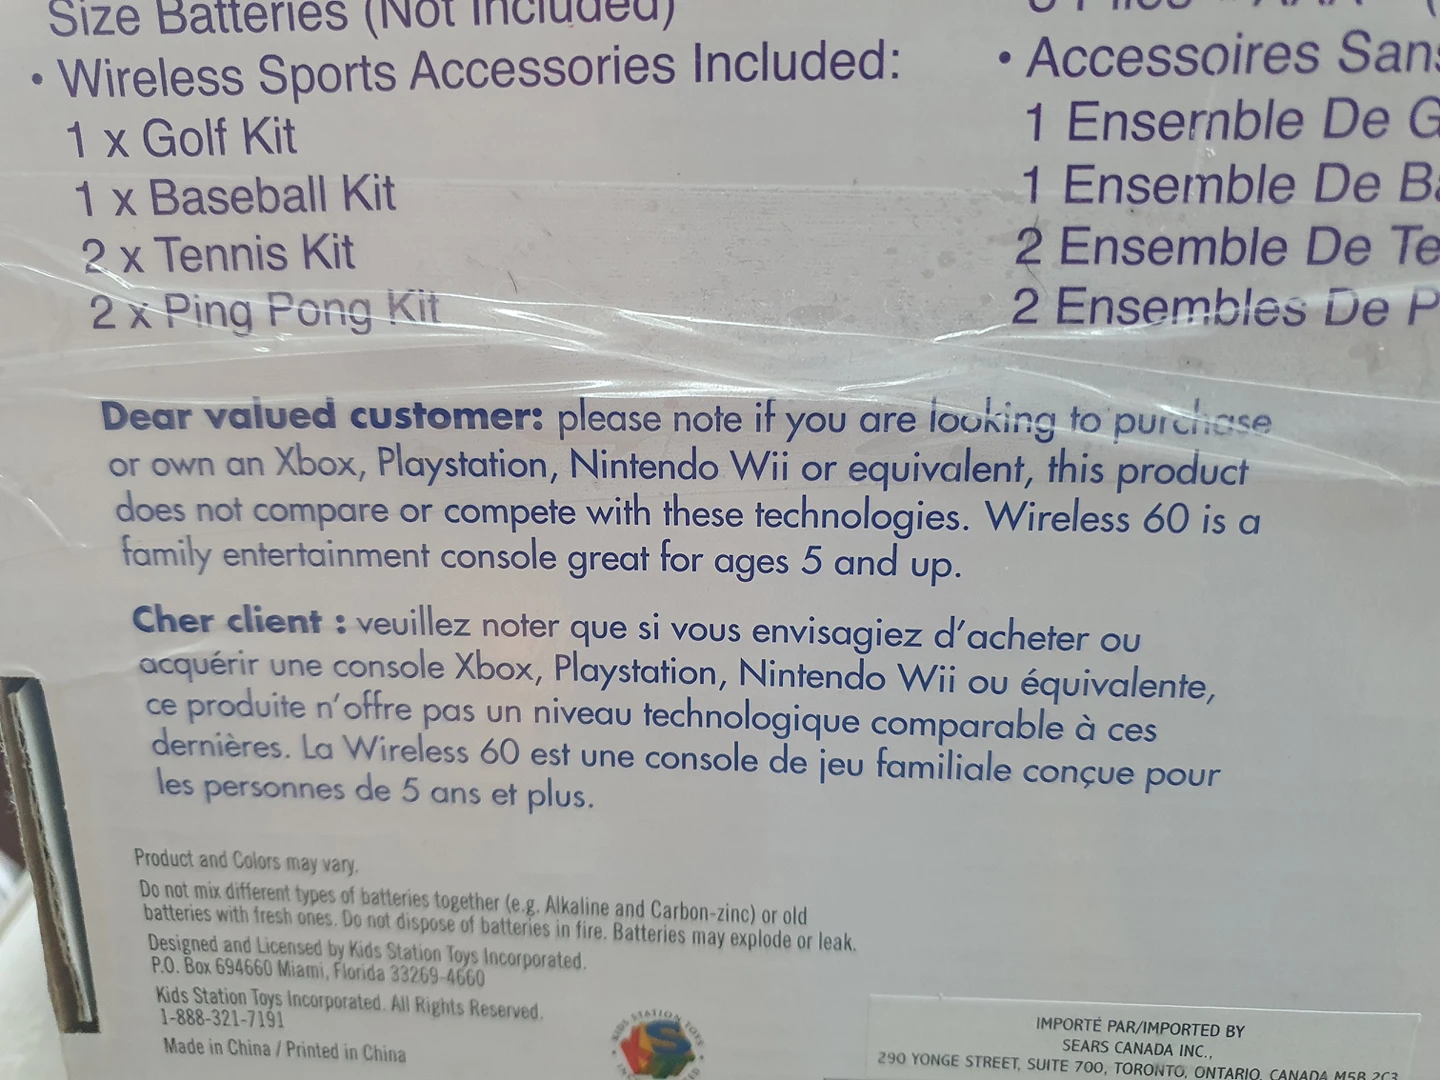 Size Batteries (Not Included)
• Wireless Sports Accessories Included:
1 x Golf Kit
1 x Baseball Kit
2 x Tennis Kit
2 x Ping Pong Kit
• Accessoires Sans
1 Ensernble De G
1 Ensemble De Ba
2 Ensemble De Te
2 Ensembles De P
Dear valued customer: please note if you are looking to purchase
or own an Xbox, Playstation, Nintendo Wii or equivalent, this product
does not compare or compete with these technologies. Wireless 60 is a
family entertainment console great for ages 5 and up.
Cher client : veuillez noter que si vous envisagiez d'acheter ou
acquérir une console Xbox, Playstation, Nintendo Wii ou équivalente,
ce produite n'offre pas un niveau technologique comparable à ces
dernières. La Wireless 60 est une console de jeu familiale conçue pour
les personnes de 5 ans et plus.
Product and Colors may vary.
Do not mix different types of batteries together (e.g. Alkaline and Carbon-zinc) or old
batteries with fresh ones. Do not dispose of batteries in fire. Batteries may explode or leak.
Designed and Licensed by Kids Station Toys Incorporated.
P.O. Box 694660 Miami, Florida 33269-4660
Kids Station Toys Incorporated. All Rights Reserved.
1-888-321-7191
Made in China / Printed in China
KIDS STATION TOYS
IMPORTÉ PAR/IMPORTED BY
SEARS CANADA INC.,
290 YONGE STREET, SUITE 700, TORONTO, ONTARIO, CANADA M5B 2C3